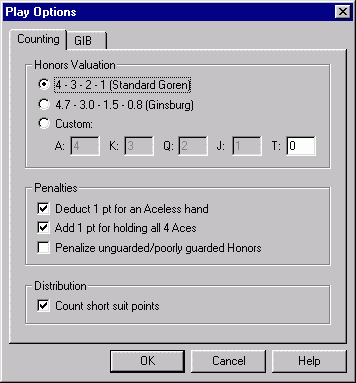 Play Options
Counting GIB
Honors Valuation
4 - 3 - 2 - 1 (Standard Goren)
4.7 - 3.0 - 1.5 - 0.8 (Ginsburg)
Custom:
A: 4 K: 3 Q: 2 J: 1 T: 0
Penalties
Deduct 1 pt for an Aceless hand
Add 1 pt for holding all 4 Aces
Penalize unguarded/poorly guarded Honors
Distribution
Count short suit points
OK Cancel Help